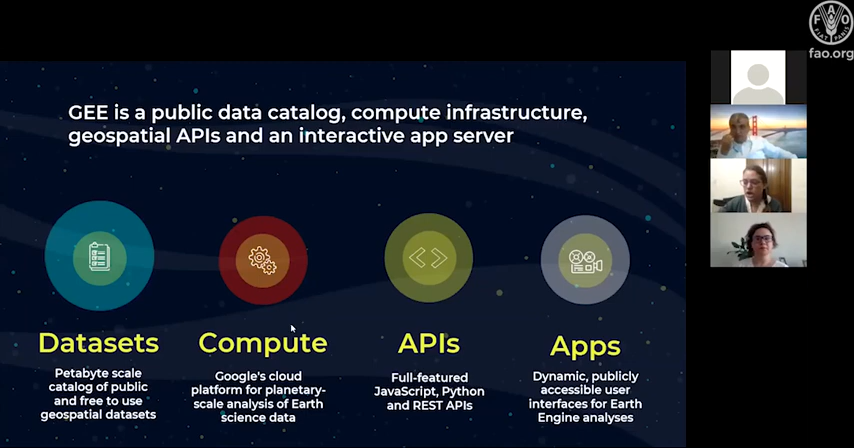 FAO
FIAT PANIS
fao.org
GEE is a public data catalog, compute infrastructure,
geospatial APIs and an interactive app server
Datasets
Petabyte scale
catalog of public
and free to use
geospatial datasets
Compute
Google's cloud
platform for planetary-
scale analysis of Earth
science data
APIs
Full-featured
JavaScript, Python
and REST APIs
Apps
Dynamic, publicly
accessible user
interfaces for Earth
Engine analyses